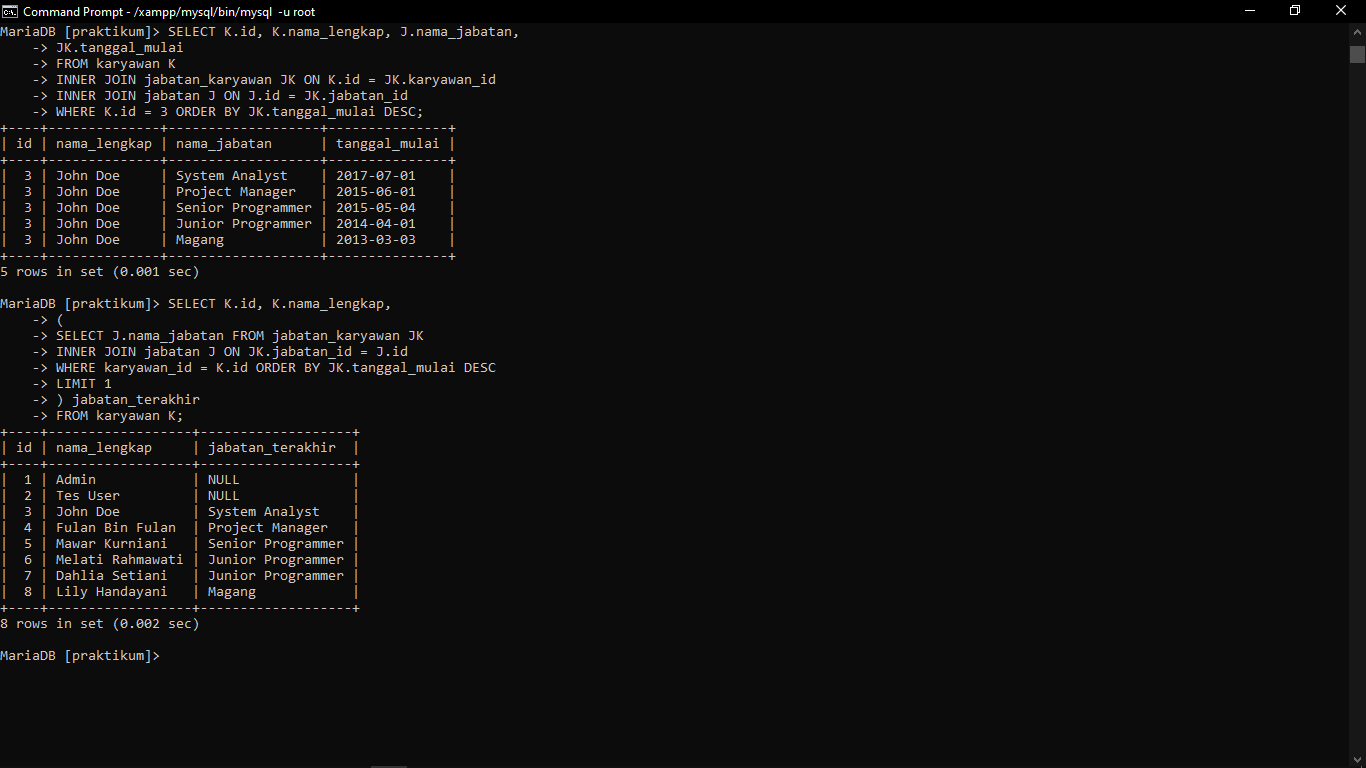 Command Prompt - /xampp/mysql/bin/mysql -u root
MariaDB [praktikum]> SELECT K.id, K.nama_lengkap, J.nama_jabatan,
    -> JK.tanggal_mulai
    -> FROM karyawan K
    -> INNER JOIN jabatan_karyawan JK ON K.id = JK.karyawan_id
    -> INNER JOIN jabatan J ON J.id = JK.jabatan_id
    -> WHERE K.id = 3 ORDER BY JK.tanggal_mulai DESC;
+----+--------------+-------------------+---------------+
| id | nama_lengkap | nama_jabatan      | tanggal_mulai |
+----+--------------+-------------------+---------------+
|  3 | John Doe     | System Analyst    | 2017-07-01    |
|  3 | John Doe     | Project Manager   | 2015-06-01    |
|  3 | John Doe     | Senior Programmer | 2015-05-04    |
|  3 | John Doe     | Junior Programmer | 2014-04-01    |
|  3 | John Doe     | Magang            | 2013-03-03    |
+----+--------------+-------------------+---------------+
5 rows in set (0.001 sec)
MariaDB [praktikum]> SELECT K.id, K.nama_lengkap,
    -> (
    -> SELECT J.nama_jabatan FROM jabatan_karyawan JK
    -> INNER JOIN jabatan J ON JK.jabatan_id = J.id
    -> WHERE karyawan_id = K.id ORDER BY JK.tanggal_mulai DESC
    -> LIMIT 1
    -> ) jabatan_terakhir
    -> FROM karyawan K;
+----+------------------+-------------------+
| id | nama_lengkap     | jabatan_terakhir  |
+----+------------------+-------------------+
|  1 | Admin            | NULL              |
|  2 | Tes User         | NULL              |
|  3 | John Doe         | System Analyst    |
|  4 | Fulan Bin Fulan  | Project Manager   |
|  5 | Mawar Kurniani   | Senior Programmer |
|  6 | Melati Rahmawati | Junior Programmer |
|  7 | Dahlia Setiani   | Junior Programmer |
|  8 | Lily Handayani   | Magang            |
+----+------------------+-------------------+
8 rows in set (0.002 sec)
MariaDB [praktikum]>